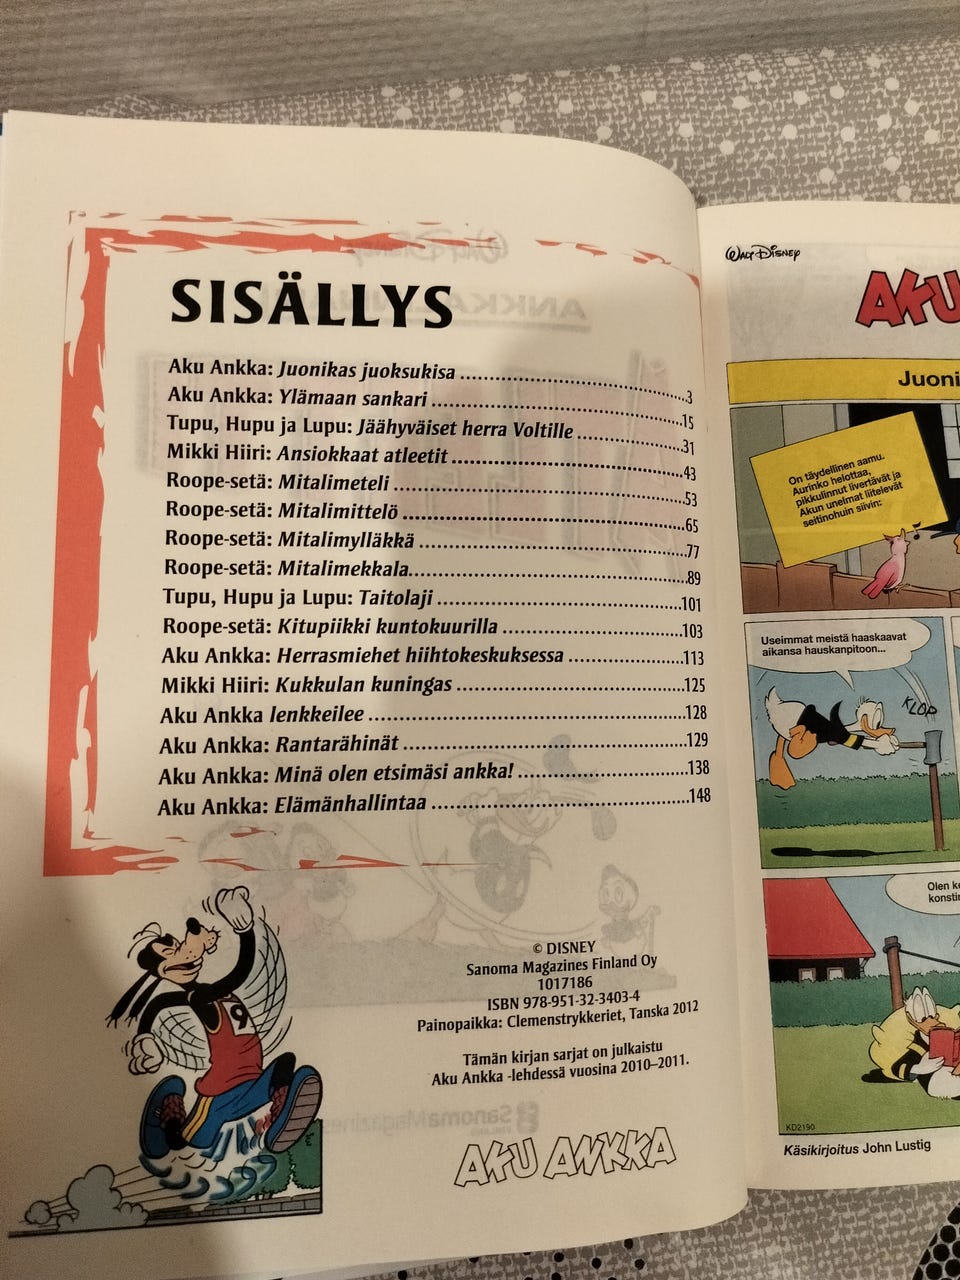 SISÄLLYS
Aku Ankka: Juonikas juoksukisa ........................................3
Aku Ankka: Ylämaan sankari ............................................15
Tupu, Hupu ja Lupu: Jäähyväiset herra Voltille ....................31
Mikki Hiiri: Ansiokkaat atleetit ........................................43
Roope-setä: Mitalimeteli ................................................53
Roope-setä: Mitalimittelö ...............................................65
Roope-setä: Mitalimylläkkä .............................................77
Roope-setä: Mitalimekkala..............................................89
Tupu, Hupu ja Lupu: Taitolaji .........................................101
Roope-setä: Kitupiikki kuntokuurilla ..............................103
Aku Ankka: Herrasmiehet hiihtokeskuksessa ...................113
Mikki Hiiri: Kukkulan kuningas ......................................125
Aku Ankka lenkkeilee ....................................................128
Aku Ankka: Rantarähinät ...............................................129
Aku Ankka: Minä olen etsimäsi ankka! ............................138
Aku Ankka: Elämänhallintaa ..........................................148
9
© DISNEY
Sanoma Magazines Finland Oy
1017186
ISBN 978-951-32-3403-4
Painopaikka: Clemenstrykkeriet, Tanska 2012
Tämän kirjan sarjat on julkaistu
Aku Ankka -lehdessä vuosina 2010–2011.
AKU ANKKA
WALT DISNEY
AKU
Juoni
On täydellinen aamu.
Aurinko helottaa,
pikkulinnut livertävät ja
Akun unelmat liitelevät
seitinohuin siivin:
Useimmat meistä haaskaavat
aikansa hauskanpitoon...
KLOP
Olen
KD2190
Käsikirjoitus John Lustig